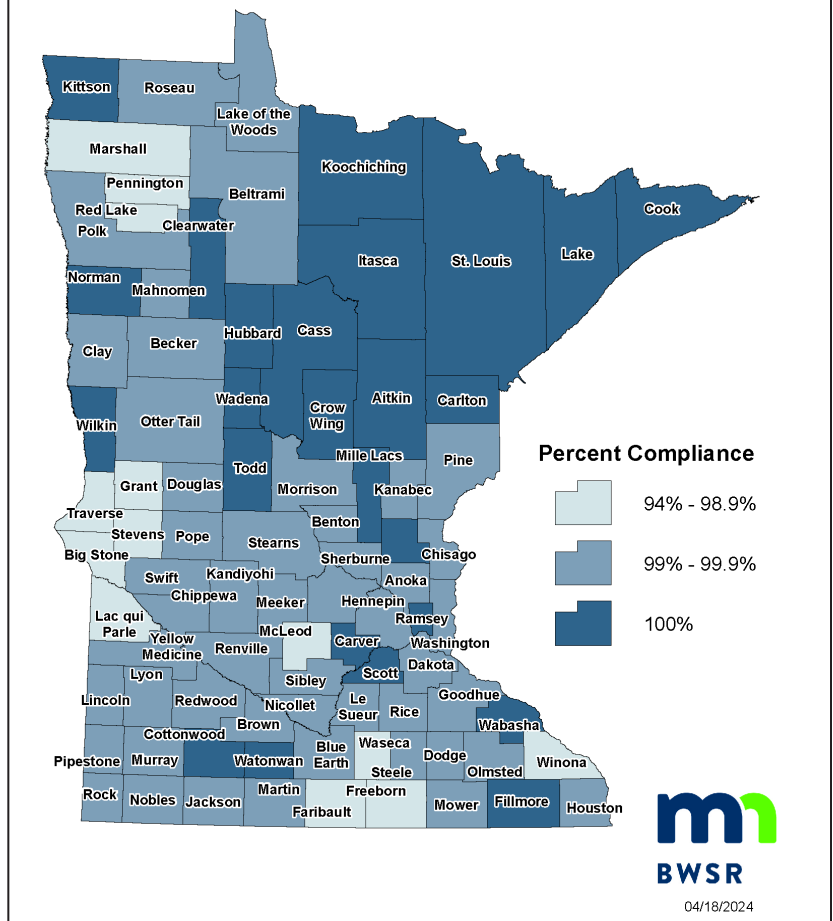 Kittson
Roseau
Lake of the
Woods
Marshall
Koochiching
Pennington
Beltrami
Red Lake
Cook
Clearwater
Polk
Lake
Itasca
St. Louis
Norman
Mahnomen
Hubbard
Cass
Becker
Clay
Wadena
Aitkin
Carlton
Crow
Wing
Otter Tail
Wilkin
Mille Lacs
Pine
Percent Compliance
Todd
Grant
Douglas
Morrison
Kanabec
94% - 98.9%
Traverse
Benton
Stevens
Pope
Stearns
Big Stone
Sherburne
Chisago
99% - 99.9%
Swift
Kandiyohi
Anoka
Chippewa
Meeker
Hennepin
Lac qui
Parle
Ramsey
100%
McLeod
Yellow
Medicine
Renville
Carver
Washington
Dakota
Scott
Lyon
Sibley
Lincoln
Redwood
Nicollet
Le
Sueur
Rice
Goodhue
Brown
Wabasha
Cottonwood
Pipestone
Murray
Watonwan
Blue
Earth
Waseca
Steele
Dodge
Olmsted
Winona
Rock
Nobles
Jackson
Martin
Faribault
Freeborn
Mower
Fillmore
Houston
mn
BWSR
04/18/2024